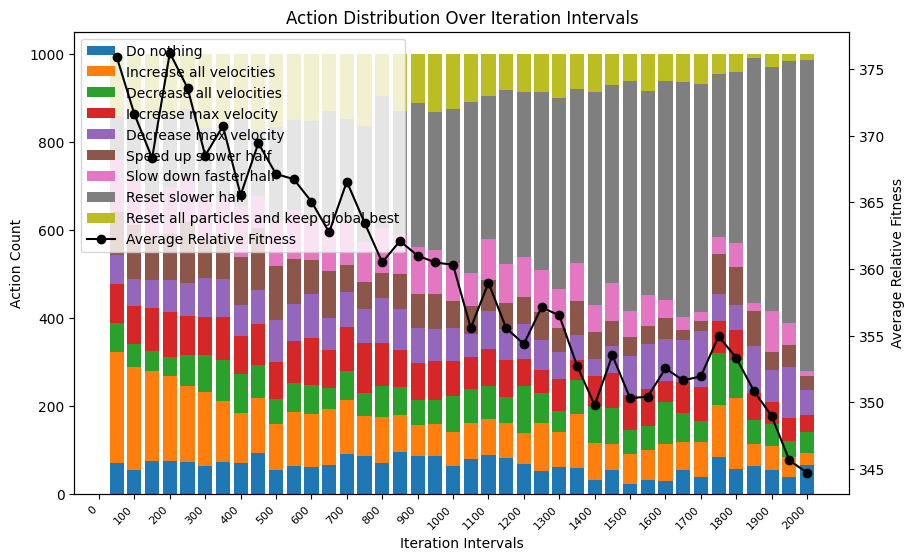 Action Distribution Over Iteration Intervals
Do nothing
Increase all velocities
Decrease all velocities
Increase max velocity
Decrease max velocity
Speed up slower half
Slow down faster half
Reset slower half
Reset all particles and keep global best
Average Relative Fitness
1000
800
600
400
200
0
Action Count
375
370
365
360
355
350
345
Average Relative Fitness
0
100
200
300
400
500
600
700
800
900
1000
1100
1200
1300
1400
1500
1600
1700
1800
1900
2000
Iteration Intervals